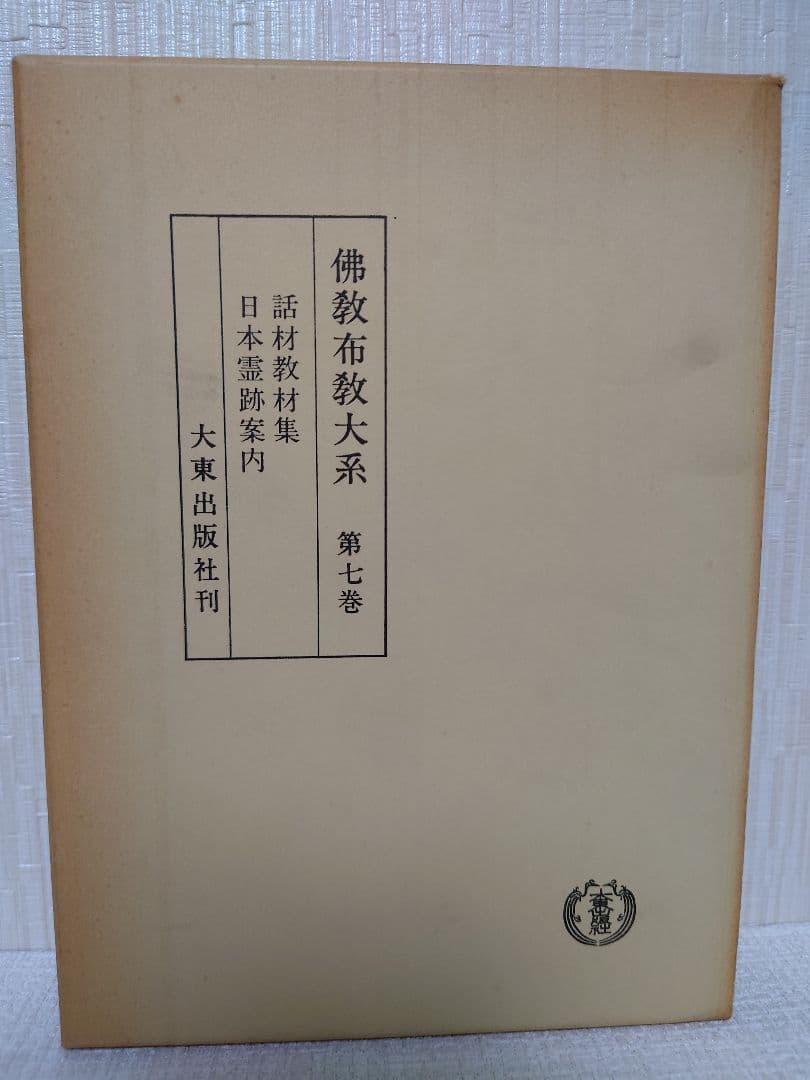 佛教布教大系 第七巻
話材教材集
日本霊跡案内
大東出版社刊